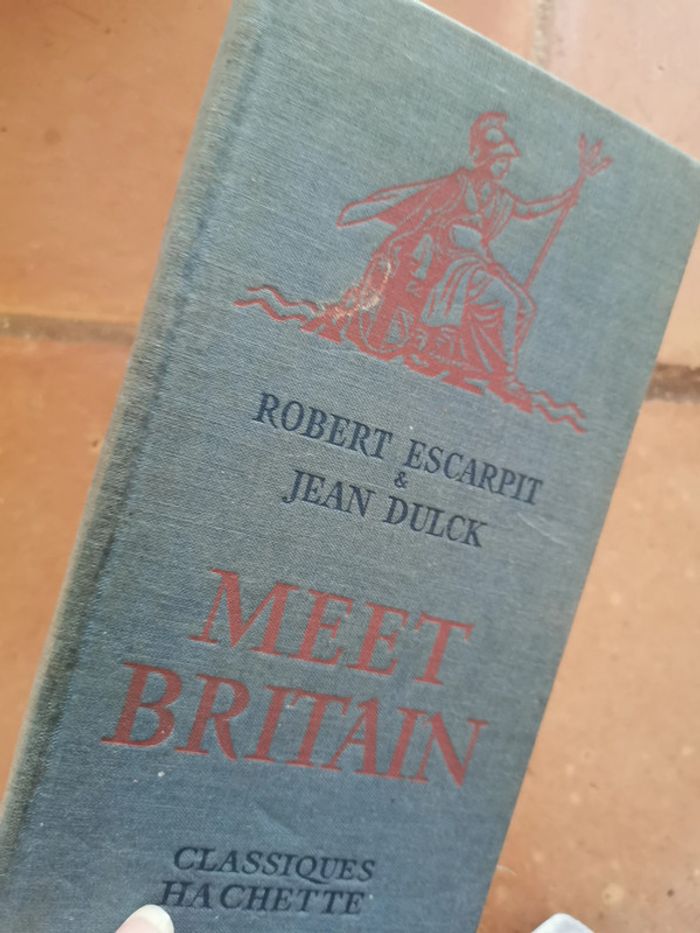 ROBERT ESCARPIT
&
JEAN DULCK
MEET
BRITAIN
CLASSIQUES
HACHETTE